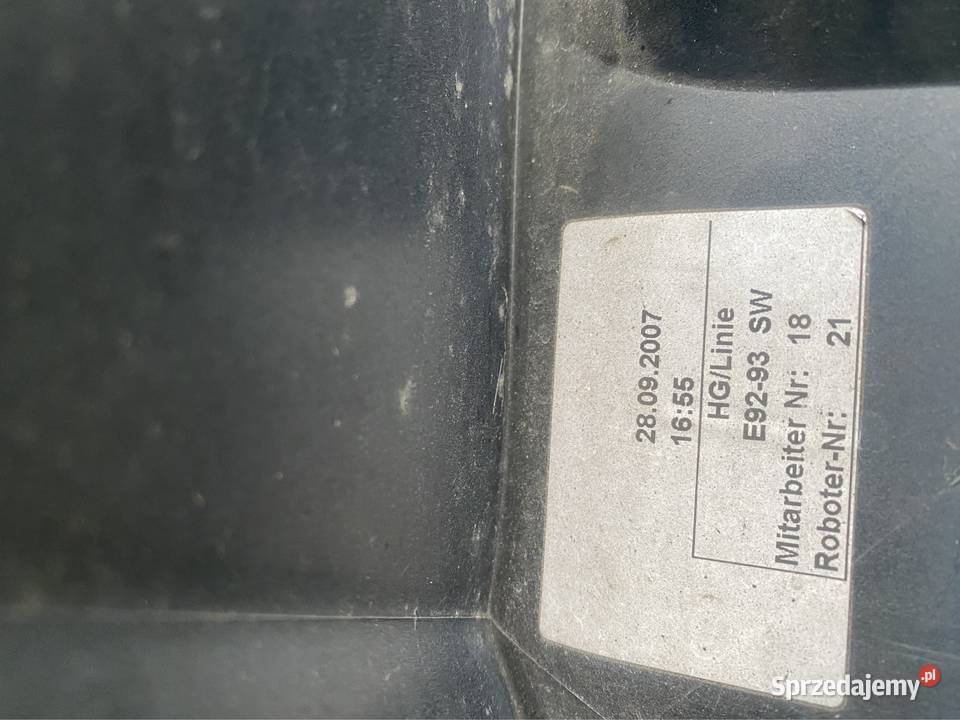 28.09.2007
16:55
HG/Linie
E92-93 SW
Mitarbeiter Nr: 18
Roboter-Nr: 21
Sprzedajemy.pl